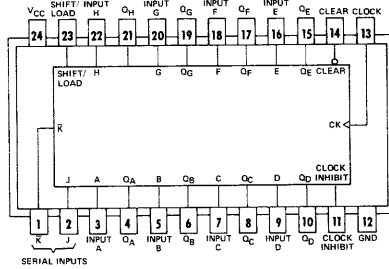 SHIFT/ INPUT INPUT INPUT INPUT
VCC LOAD H QH G QG F QF E QE CLEAR CLOCK
24 23 22 21 20 19 18 17 16 15 14 13
SHIFT/ H G QG F QF E QE CLEAR
LOAD
K̅ CK
CLOCK
J A QA B QB C QC D QD INHIBIT
1 2 3 4 5 6 7 8 9 10 11 12
K̅ J INPUT QA INPUT QB INPUT QC INPUT QD CLOCK GND
A B C D INHIBIT
SERIAL INPUTS